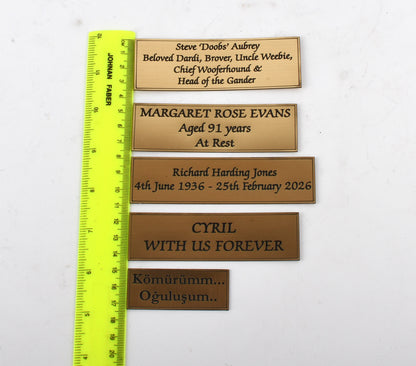 Steve 'Doobs' Aubrey
Beloved Dardi, Brover, Uncle Weebie,
Chief Wooferhound &
Head of the Gander
MARGARET ROSE EVANS
Aged 91 years
At Rest
Richard Harding Jones
4th June 1936 - 25th February 2026
CYRIL
WITH US FOREVER
Kömürümm...
Oğuluşum..
JOHNAN FABER